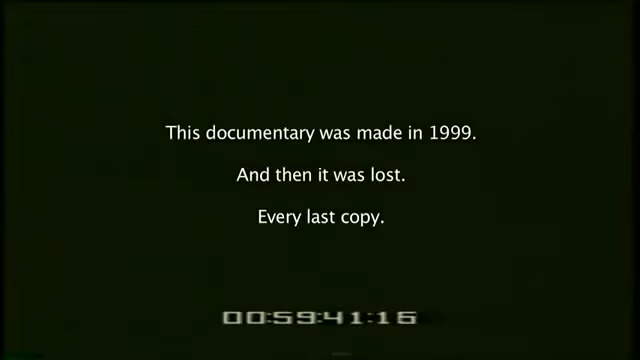 This documentary was made in 1999.
And then it was lost.
Every last copy.
00:59:41:16